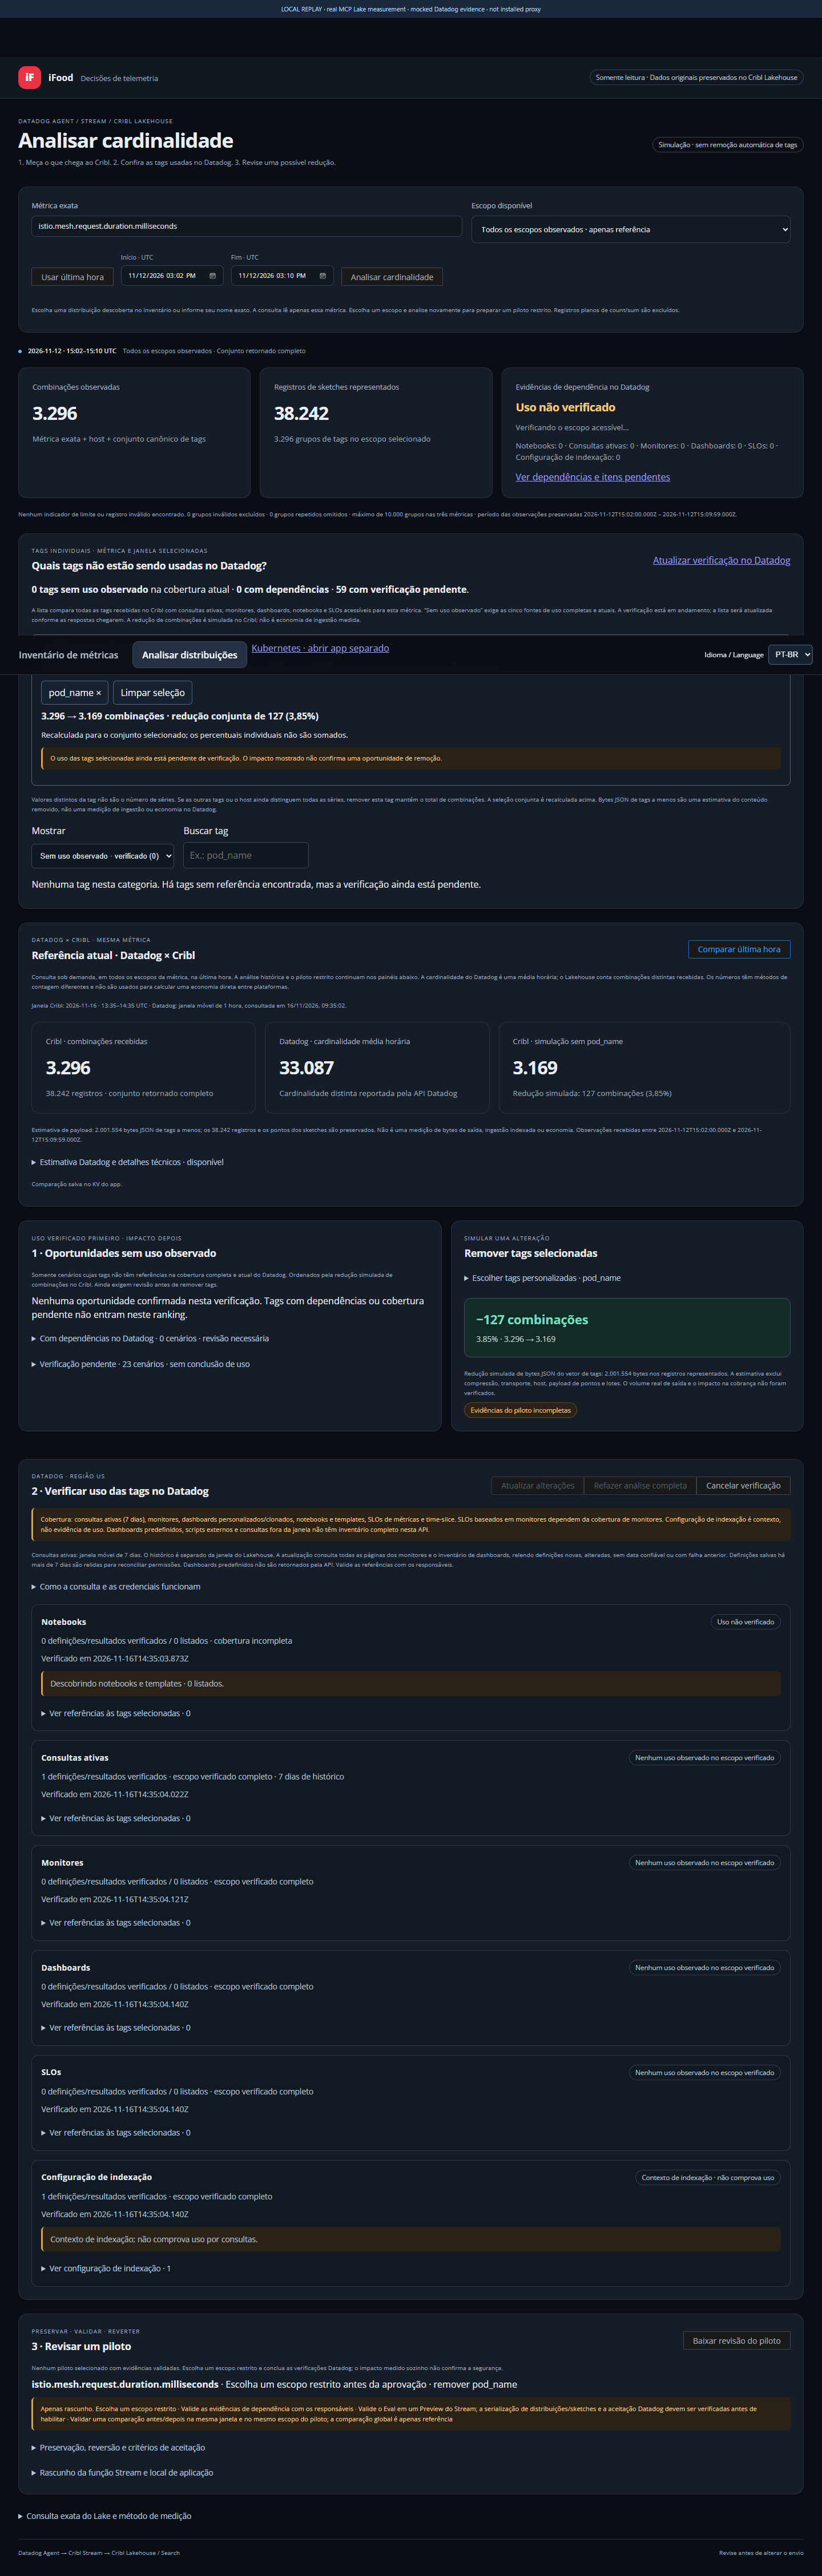 LOCAL REPLAY · real MCP Lake measurement · mocked Datadog evidence · not installed proxy
iF
iFood
Decisões de telemetria
Somente leitura · Dados originais preservados no Cribl Lakehouse
DATADOG AGENT / STREAM / CRIBL LAKEHOUSE
Analisar cardinalidade
Simulação · sem remoção automática de tags
1. Meça o que chega ao Cribl. 2. Confira as tags usadas no Datadog. 3. Revise uma possível redução.
Métrica exata
Escopo disponível
istio.mesh.request.duration.milliseconds
Todos os escopos observados · apenas referência
Início · UTC
Fim · UTC
Usar última hora
11/12/2026 03:02 PM
11/12/2026 03:10 PM
Analisar cardinalidade
Escolha uma distribuição descoberta no inventário ou informe seu nome exato. A consulta lê apenas essa métrica. Escolha um escopo e analise novamente para preparar um piloto restrito. Registros planos de count/sum são excluídos.
2026-11-12 · 15:02–15:10 UTC Todos os escopos observados · Conjunto retornado completo
Combinações observadas
3.296
Métrica exata + host + conjunto canônico de tags
Registros de sketches representados
38.242
3.296 grupos de tags no escopo selecionado
Evidências de dependência no Datadog
Uso não verificado
Verificando o escopo acessível...
Notebooks: 0 · Consultas ativas: 0 · Monitores: 0 · Dashboards: 0 · SLOs: 0 ·
Configuração de indexação: 0
Ver dependências e itens pendentes
Nenhum indicador de limite ou registro inválido encontrado. 0 grupos inválidos excluídos · 0 grupos repetidos omitidos · máximo de 10.000 grupos nas três métricas · período das observações preservadas 2026-11-12T15:02:00.000Z – 2026-11-12T15:09:59.000Z.
TAGS INDIVIDUAIS · MÉTRICA E JANELA SELECIONADAS
Quais tags não estão sendo usadas no Datadog?
Atualizar verificação no Datadog
0 tags sem uso observado na cobertura atual · 0 com dependências · 59 com verificação pendente.
A lista compara todas as tags recebidas no Cribl com consultas ativas, monitores, dashboards, notebooks e SLOs acessíveis para esta métrica. "Sem uso observado" exige as cinco fontes de uso completas e atuais. A verificação está em andamento; a lista será atualizada
conforme as respostas chegarem. A redução de combinações é simulada no Cribl; não é economia de ingestão medida.
Inventário de métricas
Analisar distribuições
Kubernetes · abrir app separado
Idioma / Language
PT-BR
pod_name ×
Limpar seleção
3.296 → 3.169 combinações · redução conjunta de 127 (3,85%)
Recalculada para o conjunto selecionado; os percentuais individuais não são somados.
O uso das tags selecionadas ainda está pendente de verificação. O impacto mostrado não confirma uma oportunidade de remoção.
Valores distintos da tag não são o número de séries. Se as outras tags ou o host ainda distinguem todas as séries, remover esta tag mantém o total de combinações. A seleção conjunta é recalculada acima. Bytes JSON de tags a menos são uma estimativa do conteúdo
removido, não uma medição de ingestão ou economia no Datadog.
Mostrar
Buscar tag
Sem uso observado · verificado (0)
Ex.: pod_name
Nenhuma tag nesta categoria. Há tags sem referência encontrada, mas a verificação ainda está pendente.
DATADOG × CRIBL · MESMA MÉTRICA
Referência atual · Datadog × Cribl
Comparar última hora
Consulta sob demanda, em todos os escopos da métrica, na última hora. A análise histórica e o piloto restrito continuam nos painéis abaixo. A cardinalidade do Datadog é uma média horária; o Lakehouse conta combinações distintas recebidas. Os números têm métodos de
contagem diferentes e não são usados para calcular uma economia direta entre plataformas.
Janela Cribl: 2026-11-16 · 13:35–14:35 UTC · Datadog: janela móvel de 1 hora, consultada em 16/11/2026, 09:35:02.
Cribl · combinações recebidas
3.296
38.242 registros · conjunto retornado completo
Datadog · cardinalidade média horária
33.087
Cardinalidade distinta reportada pela API Datadog
Cribl · simulação sem pod_name
3.169
Redução simulada: 127 combinações (3,85%)
Estimativa de payload: 2.001.554 bytes JSON de tags a menos; os 38.242 registros e os pontos dos sketches são preservados. Não é uma medição de bytes de saída, ingestão indexada ou economia. Observações recebidas entre 2026-11-12T15:02:00.000Z e 2026-11-
12T15:09:59.000Z.
▶ Estimativa Datadog e detalhes técnicos · disponível
Comparação salva no KV do app.
USO VERIFICADO PRIMEIRO · IMPACTO DEPOIS
1 · Oportunidades sem uso observado
Somente cenários cujas tags não têm referências na cobertura completa e atual do Datadog. Ordenados pela redução simulada de
combinações no Cribl. Ainda exigem revisão antes de remover tags.
Nenhuma oportunidade confirmada nesta verificação. Tags com dependências ou cobertura
pendente não entram neste ranking.
▶ Com dependências no Datadog · 0 cenários · revisão necessária
▶ Verificação pendente · 23 cenários · sem conclusão de uso
SIMULAR UMA ALTERAÇÃO
Remover tags selecionadas
▶ Escolher tags personalizadas · pod_name
−127 combinações
3.85% · 3.296 → 3.169
Redução simulada de bytes JSON do vetor de tags: 2.001.554 bytes nos registros representados. A estimativa exclui
compressão, transporte, host, payload de pontos e lotes. O volume real de saída e o impacto na cobrança não foram
verificados.
Evidências do piloto incompletas
DATADOG · REGIÃO US
2 · Verificar uso das tags no Datadog
Atualizar alterações
Refazer análise completa
Cancelar verificação
Cobertura: consultas ativas (7 dias), monitores, dashboards personalizados/clonados, notebooks e templates, SLOs de métricas e time-slice. SLOs baseados em monitores dependem da cobertura de monitores. Configuração de indexação é contexto,
não evidência de uso. Dashboards predefinidos, scripts externos e consultas fora da janela não têm inventário completo nesta API.
Consultas ativas: janela móvel de 7 dias. O histórico é separado da janela do Lakehouse. A atualização consulta todas as páginas dos monitores e o inventário de dashboards, relendo definições novas, alteradas, sem data confiável ou com falha anterior. Definições salvas há
mais de 7 dias são relidas para reconciliar permissões. Dashboards predefinidos não são retornados pela API. Valide as referências com os responsáveis.
▶ Como a consulta e as credenciais funcionam
Notebooks
Uso não verificado
0 definições/resultados verificados / 0 listados · cobertura incompleta
Verificado em 2026-11-16T14:35:03.873Z
Descobrindo notebooks e templates · 0 listados.
▶ Ver referências às tags selecionadas · 0
Consultas ativas
Nenhum uso observado no escopo verificado
1 definições/resultados verificados · escopo verificado completo · 7 dias de histórico
Verificado em 2026-11-16T14:35:04.022Z
▶ Ver referências às tags selecionadas · 0
Monitores
Nenhum uso observado no escopo verificado
0 definições/resultados verificados / 0 listados · escopo verificado completo
Verificado em 2026-11-16T14:35:04.121Z
▶ Ver referências às tags selecionadas · 0
Dashboards
Nenhum uso observado no escopo verificado
0 definições/resultados verificados / 0 listados · escopo verificado completo
Verificado em 2026-11-16T14:35:04.140Z
▶ Ver referências às tags selecionadas · 0
SLOs
Nenhum uso observado no escopo verificado
0 definições/resultados verificados / 0 listados · escopo verificado completo
Verificado em 2026-11-16T14:35:04.140Z
▶ Ver referências às tags selecionadas · 0
Configuração de indexação
Contexto de indexação · não comprova uso
1 definições/resultados verificados · escopo verificado completo
Verificado em 2026-11-16T14:35:04.140Z
Contexto de indexação; não comprova uso por consultas.
▶ Ver configuração de indexação · 1
PRESERVAR · VALIDAR · REVERTER
3 · Revisar um piloto
Baixar revisão do piloto
Nenhum piloto selecionado com evidências validadas. Escolha um escopo restrito e conclua as verificações Datadog; o impacto medido sozinho não confirma a segurança.
istio.mesh.request.duration.milliseconds · Escolha um escopo restrito antes da aprovação · remover pod_name
Apenas rascunho. Escolha um escopo restrito · Valide as evidências de dependência com os responsáveis · Valide o Eval em um Preview do Stream; a serialização de distribuições/sketches e a aceitação Datadog devem ser verificadas antes de
habilitar · Validar uma comparação antes/depois na mesma janela e no mesmo escopo do piloto; a comparação global é apenas referência
▶ Preservação, reversão e critérios de aceitação
▶ Rascunho da função Stream e local de aplicação
▶ Consulta exata do Lake e método de medição
Datadog Agent → Cribl Stream → Cribl Lakehouse / Search
Revise antes de alterar o envio